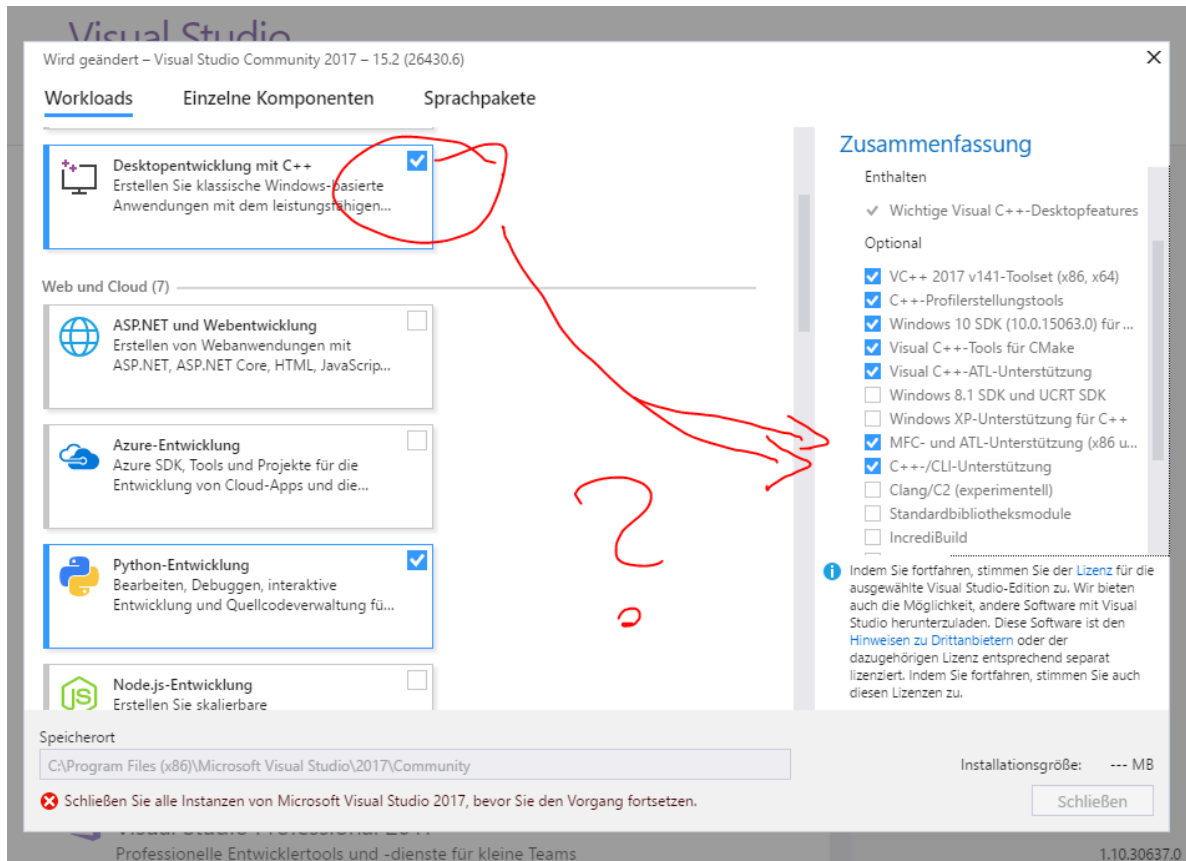 Visual Studio
Wird geändert – Visual Studio Community 2017 – 15.2 (26430.6)
Workloads
Einzelne Komponenten
Sprachpakete
Desktopentwicklung mit C++
Erstellen Sie klassische Windows-basierte
Anwendungen mit dem leistungsfähigen...
Web und Cloud (7)
ASP.NET und Webentwicklung
Erstellen von Webanwendungen mit
ASP.NET, ASP.NET Core, HTML, JavaScrip...
Azure-Entwicklung
Azure SDK, Tools und Projekte für die
Entwicklung von Cloud-Apps und die...
Python-Entwicklung
Bearbeiten, Debuggen, interaktive
Entwicklung und Quellcodeverwaltung fü...
Node.js-Entwicklung
Erstellen Sie skalierbare
?
Zusammenfassung
Enthalten
Wichtige Visual C++-Desktopfeatures
Optional
VC++ 2017 v141-Toolset (x86, x64)
C++-Profilerstellungstools
Windows 10 SDK (10.0.15063.0) für ...
Visual C++-Tools für CMake
Visual C++-ATL-Unterstützung
Windows 8.1 SDK und UCRT SDK
Windows XP-Unterstützung für C++
MFC- und ATL-Unterstützung (x86 u...
C++-/CLI-Unterstützung
Clang/C2 (experimentell)
Standardbibliotheksmodule
IncrediBuild
Indem Sie fortfahren, stimmen Sie der Lizenz für die
ausgewählte Visual Studio-Edition zu. Wir bieten
auch die Möglichkeit, andere Software mit Visual
Studio herunterzuladen. Diese Software ist den
Hinweisen zu Drittanbietern oder der
dazugehörigen Lizenz entsprechend separat
lizenziert. Indem Sie fortfahren, stimmen Sie auch
diesen Lizenzen zu.
Speicherort
C:\Program Files (x86)\Microsoft Visual Studio\2017\Community
Installationsgröße: --- MB
Schließen Sie alle Instanzen von Microsoft Visual Studio 2017, bevor Sie den Vorgang fortsetzen.
Schließen
Visual Studio Professional 2017
Professionelle Entwicklertools und -dienste für kleine Teams
1.10.30637.0